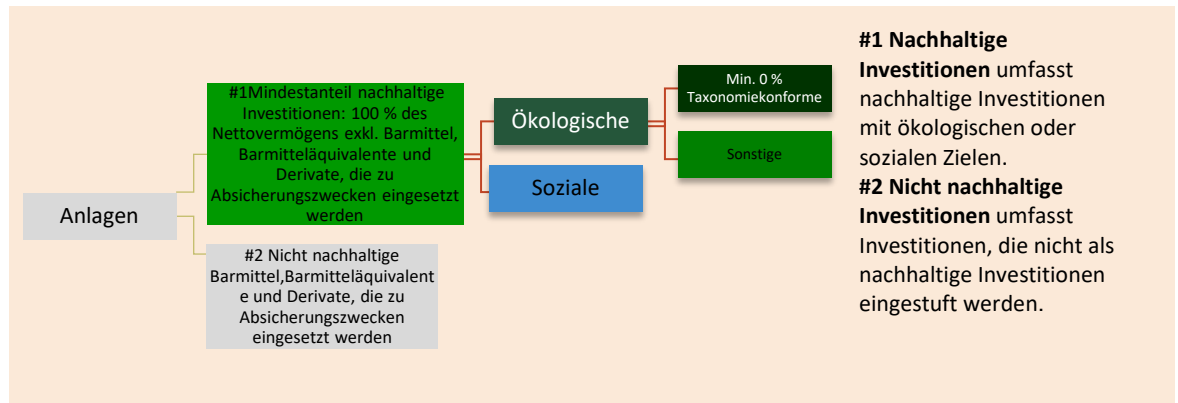 Anlagen
#1Mindestanteil nachhaltige
Investitionen: 100 % des
Nettovermögens exkl. Barmittel,
Barmitteläquivalente und
Derivate, die zu
Absicherungszwecken eingesetzt
werden
#2 Nicht nachhaltige
Barmittel,Barmitteläquivalent
e und Derivate, die zu
Absicherungszwecken
eingesetzt werden
Ökologische
Soziale
Min. 0 %
Taxonomiekonforme
Sonstige
#1 Nachhaltige
Investitionen umfasst
nachhaltige Investitionen
mit ökologischen oder
sozialen Zielen.
#2 Nicht nachhaltige
Investitionen umfasst
Investitionen, die nicht als
nachhaltige Investitionen
eingestuft werden.